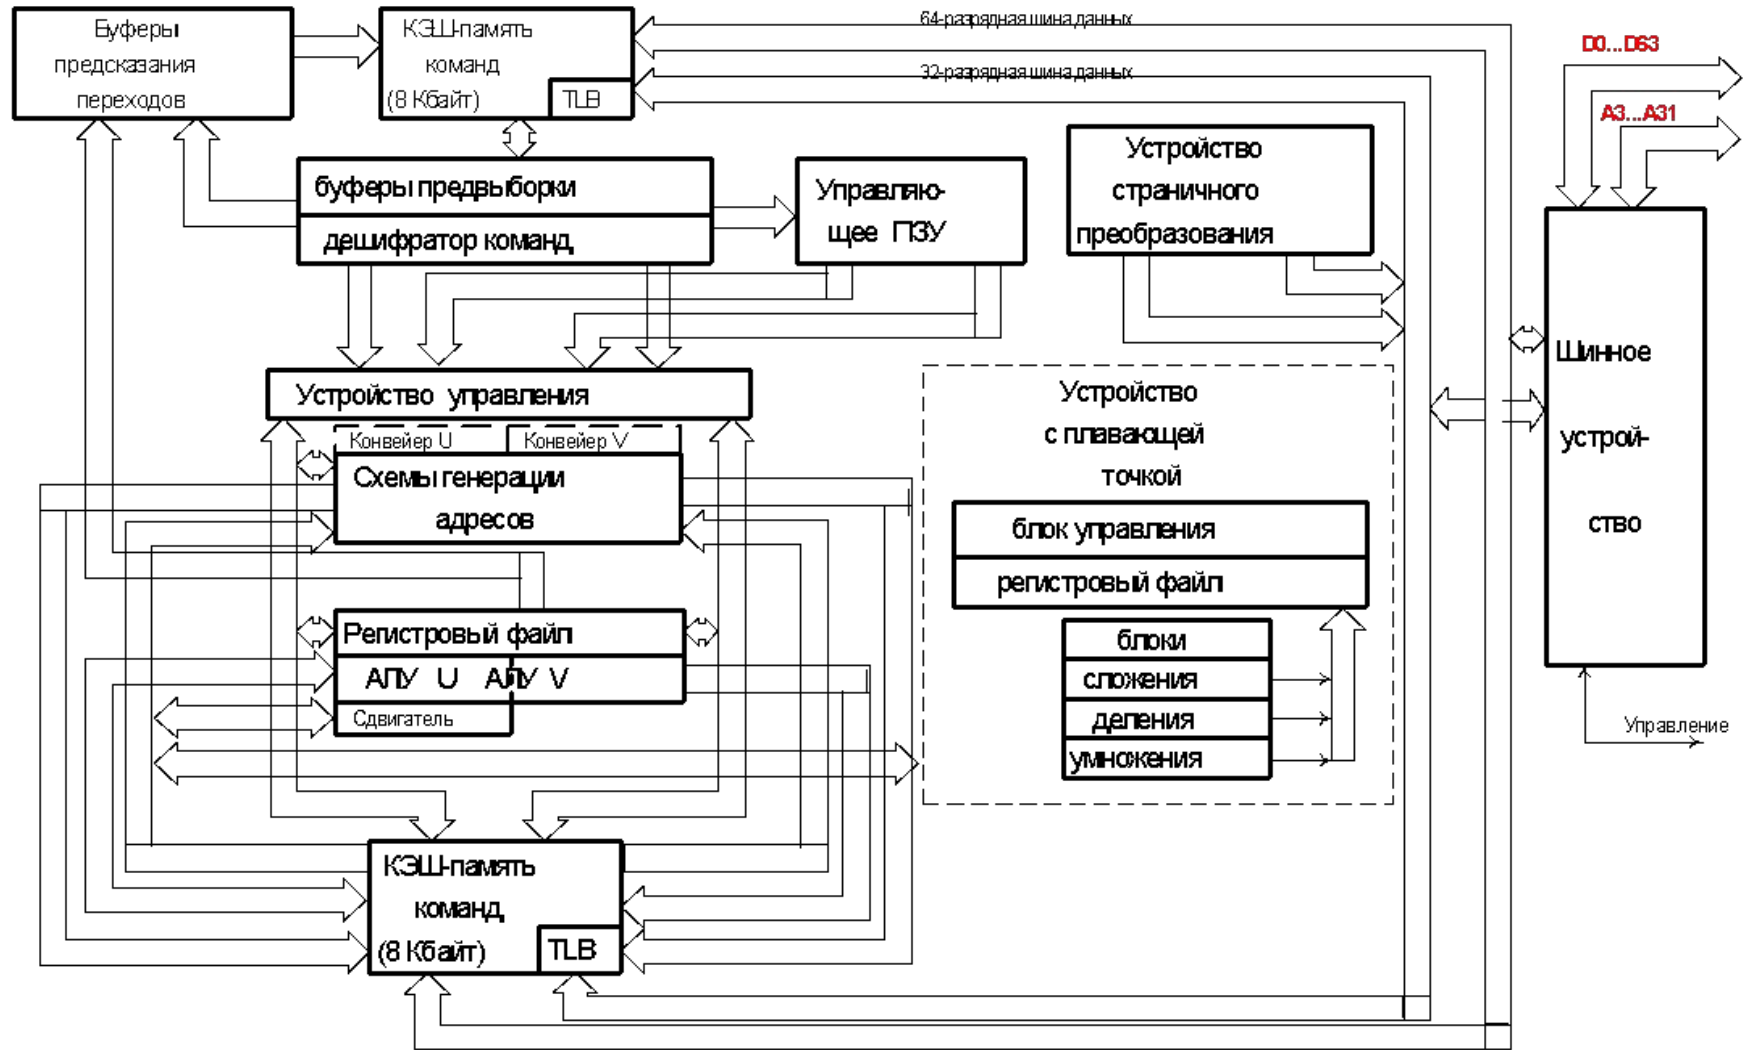 Буферы
предсказания
переходов
КЭШ-память
команд
(8 Кбайт)
TLB
64-разрядная шина данных
32-разрядная шина данных
D0...D63
A3...A31
буферы предвыборки
дешифратор команд
Управляю-
щее ПЗУ
Устройство
страничного
преобразования
Шинное
устрой-
ство
Управление
Устройство управления
Конвейер U
Конвейер V
Схемы генерации
адресов
Устройство
с плавающей
точкой
блок управления
регистровый файл
блоки
сложения
деления
умножения
Регистровый файл
АЛУ U АЛУ V
Сдвигатель
КЭШ-память
команд
(8 Кбайт)
TLB